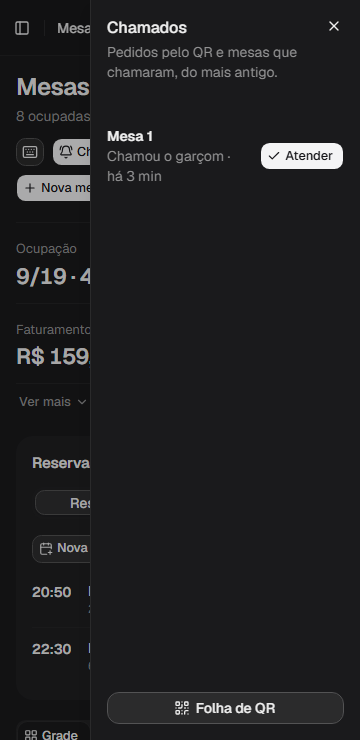 Mesas
Chamados
Pedidos pelo QR e mesas que
chamaram, do mais antigo.
Mesas
8 ocupadas
Mesa 1
Chamou o garçom ·
há 3 min
Atender
Ch
Nova me
Ocupação
9/19 · 4
Faturamento
R$ 159
Ver mais
Reserva
Res
Nova
20:50
22:30
Folha de QR
Grade